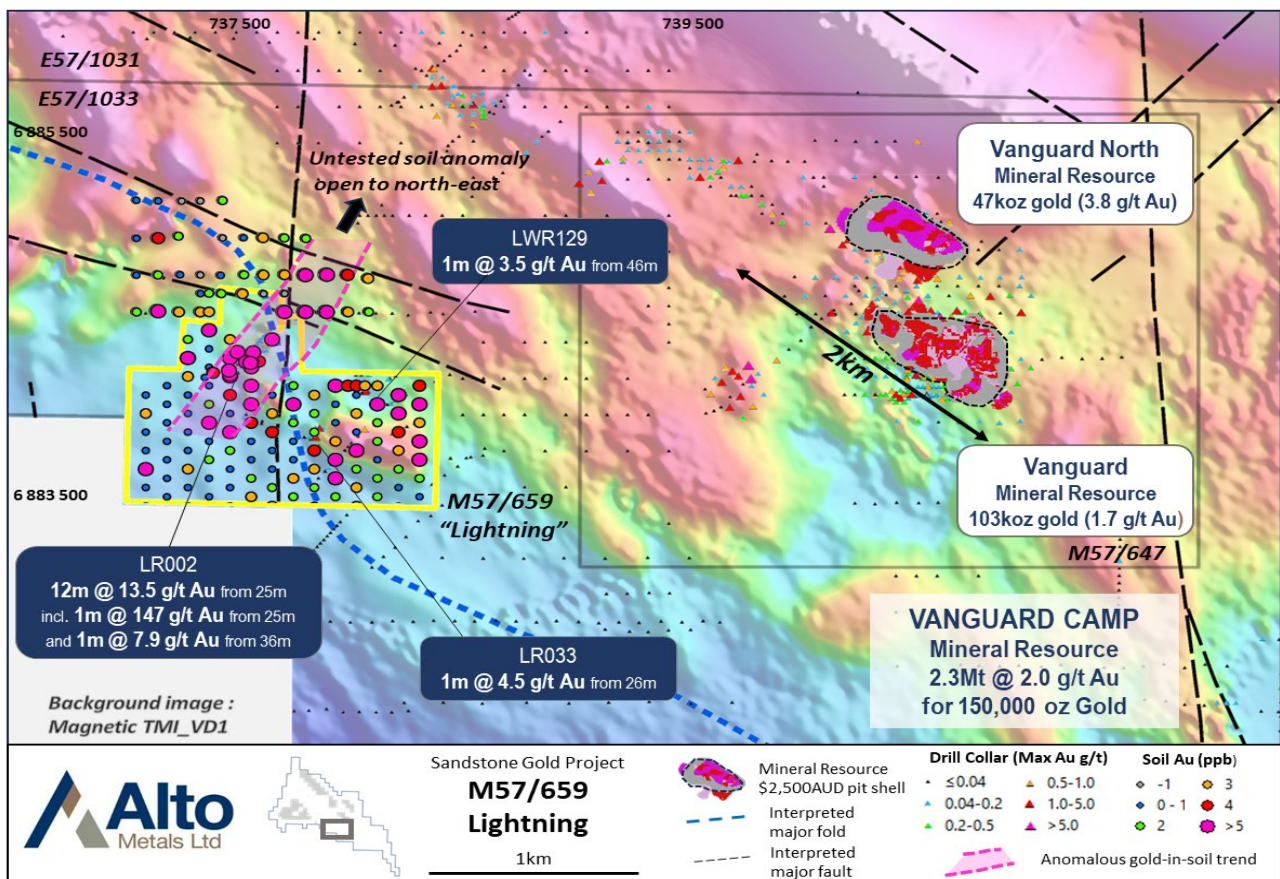 737 500
739 500
E57/1031
E57/1033
6 885 500
Untested soil anomaly
open to north-east
LWR129
1m @ 3.5 g/t Au from 46m
Vanguard North
Mineral Resource
47koz gold (3.8 g/t Au)
2km
Vanguard
Mineral Resource
103koz gold (1.7 g/t Au)
M57/647
6 883 500
M57/659
“Lightning”
LR002
12m @ 13.5 g/t Au from 25m
incl. 1m @ 147 g/t Au from 25m
and 1m @ 7.9 g/t Au from 36m
LR033
1m @ 4.5 g/t Au from 26m
VANGUARD CAMP
Mineral Resource
2.3Mt @ 2.0 g/t Au
for 150,000 oz Gold
Background image :
Magnetic TMI_VD1
Alto
Metals Ltd
Sandstone Gold Project
M57/659
Lightning
1km
Mineral Resource
$2,500AUD pit shell
Interpreted
major fold
Interpreted
major fault
Drill Collar (Max Au g/t)
≤0.04
0.04-0.2
0.2-0.5
0.5-1.0
1.0-5.0
>5.0
Soil Au (ppb)
-1
0 - 1
2
3
4
>5
Anomalous gold-in-soil trend